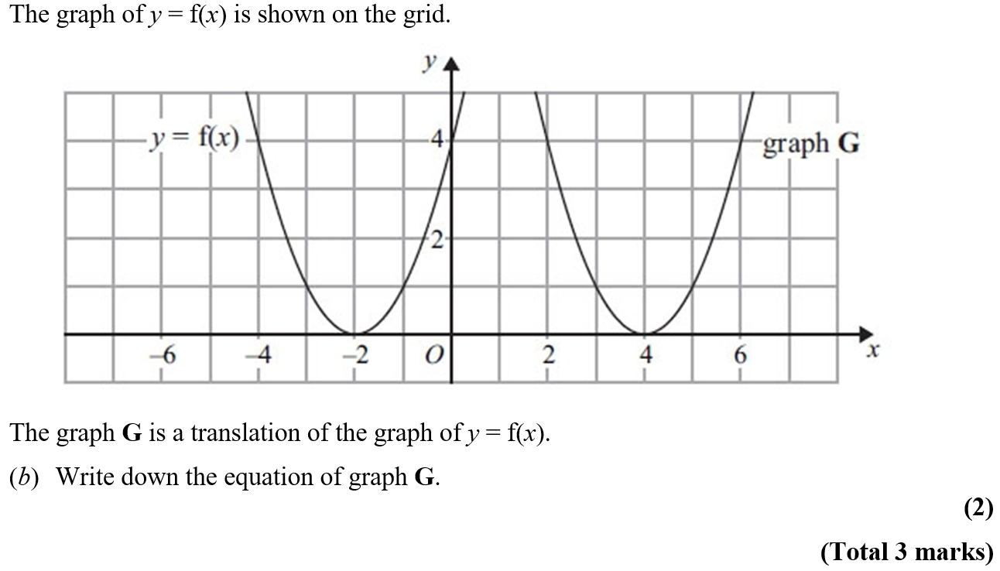 The graph of y = f(x) is shown on the grid.
y
y = f(x)
4
graph G
2
–6 –4 –2 O 2 4 6 x
The graph G is a translation of the graph of y = f(x).
(b) Write down the equation of graph G.
(2)
(Total 3 marks)